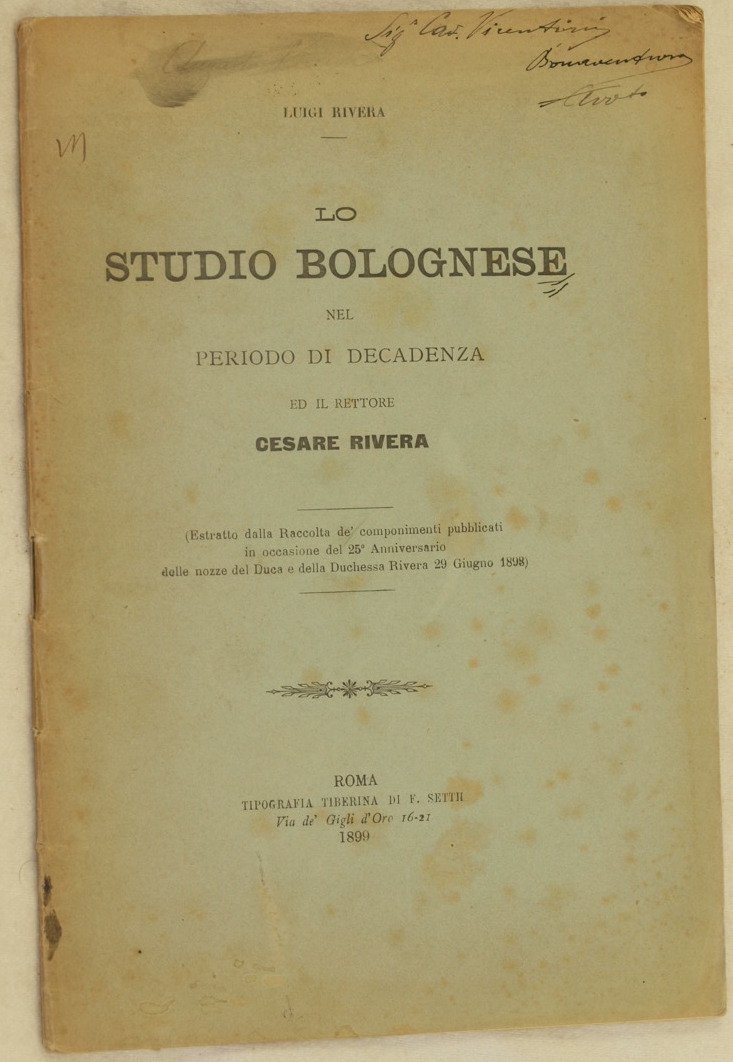 Sigr Cav. Vicentini
Bonaventura
LUIGI RIVERA
LO
STUDIO BOLOGNESE
NEL
PERIODO DI DECADENZA
ED IL RETTORE
CESARE RIVERA
(Estratto dalla Raccolta de' componimenti pubblicati
in occasione del 25° Anniversario
delle nozze del Duca e della Duchessa Rivera 29 Giugno 1898)
ROMA
TIPOGRAFIA TIBERINA DI F. SETTH
Via de' Gigli d'Oro 16-21
1899